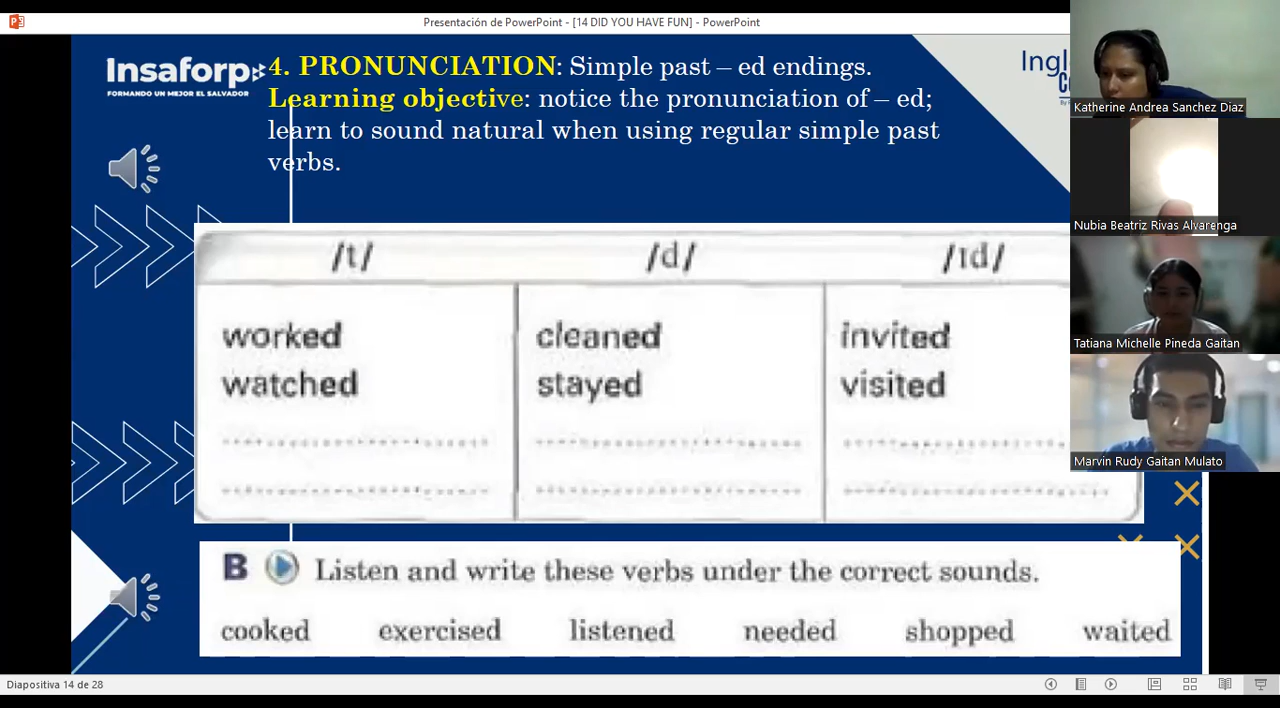 Presentación de PowerPoint - [14 DID YOU HAVE FUN] - PowerPoint
Insaforp
FORMANDO UN MEJOR EL SALVADOR
4. PRONUNCIATION: Simple past – ed endings.
Learning objective: notice the pronunciation of – ed;
learn to sound natural when using regular simple past
verbs.
Katherine Andrea Sanchez Diaz
Nubia Beatriz Rivas Alvarenga
Tatiana Michelle Pineda Gaitan
Marvin Rudy Gaitan Mulato
/t/ /d/ /ɪd/
worked cleaned invited
watched stayed visited
B Listen and write these verbs under the correct sounds.
cooked exercised listened needed shopped waited
Diapositiva 14 de 28